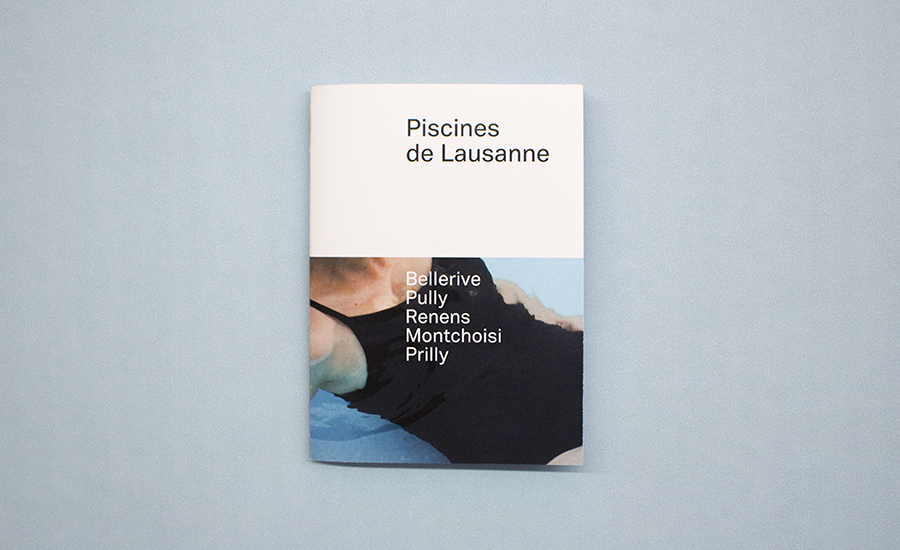 Piscines
de Lausanne
Bellerive
Pully
Renens
Montchoisi
Prilly